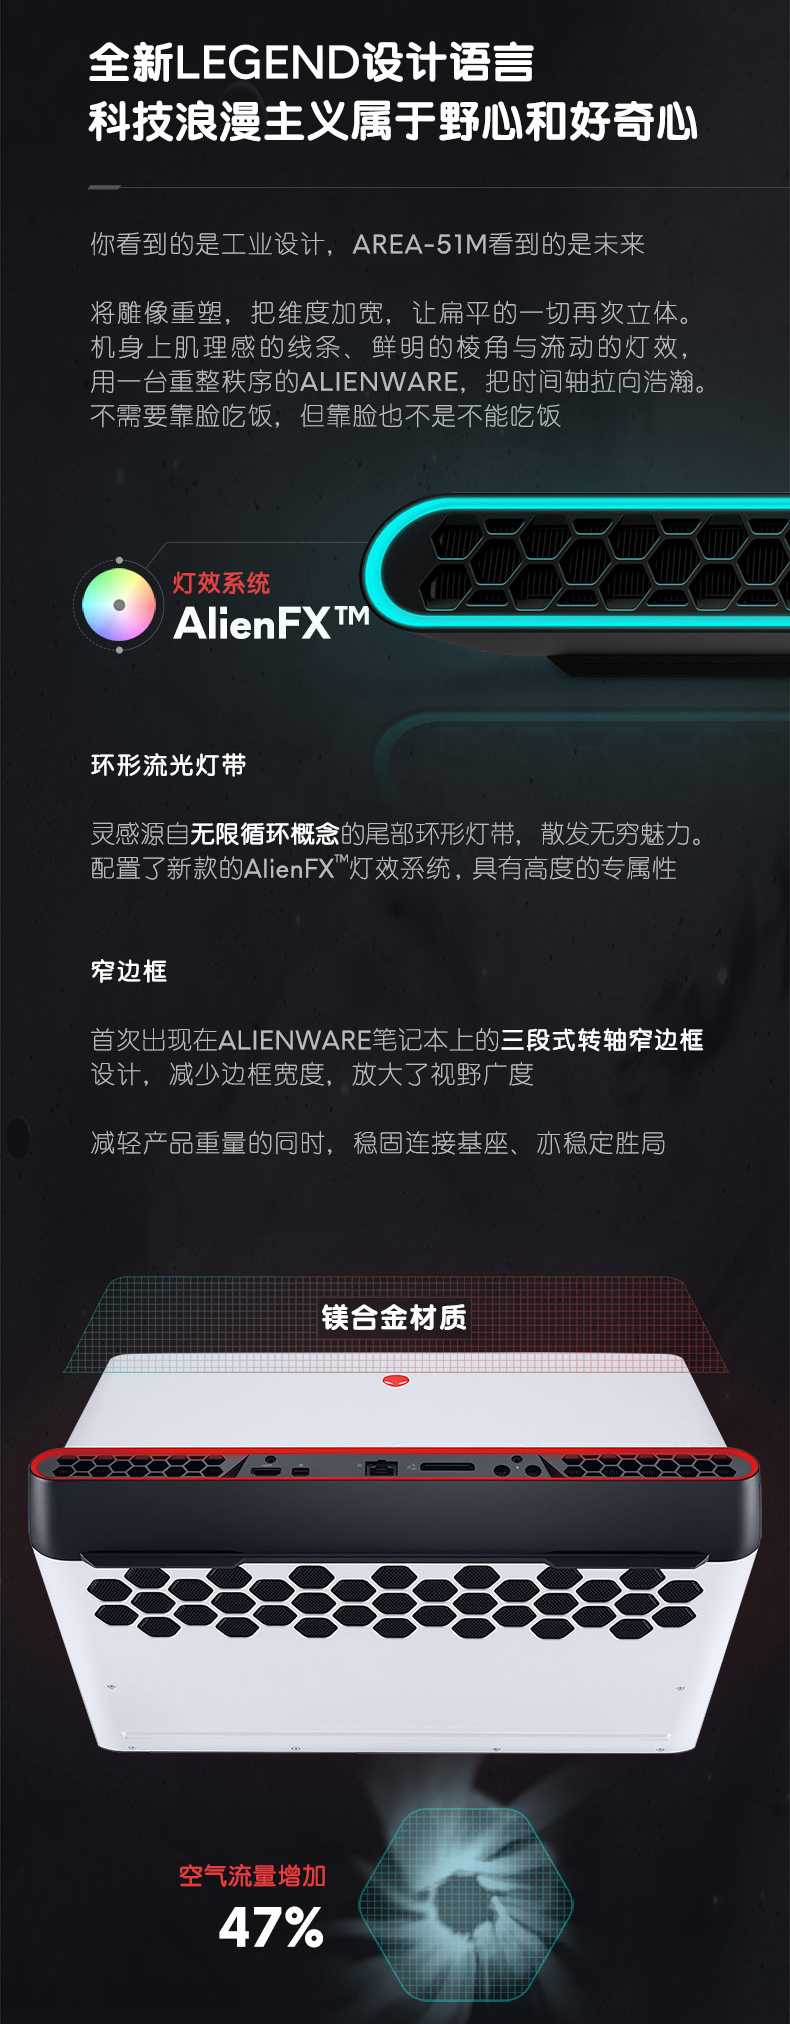 全新LEGEND设计语言
科技浪漫主义属于野心和好奇心
你看到的是工业设计，AREA-51M看到的是未来
将雕像重塑，把维度加宽，让扁平的一切再次立体。
机身上肌理感的线条、鲜明的棱角与流动的灯效，
用一台重整秩序的ALIENWARE，把时间轴拉向浩瀚。
不需要靠脸吃饭，但靠脸也不是不能吃饭
灯效系统
AlienFX™
环形流光灯带
灵感源自无限循环概念的尾部环形灯带，散发无穷魅力。
配置了新款的AlienFX™灯效系统，具有高度的专属性
窄边框
首次出现在ALIENWARE笔记本上的三段式转轴窄边框
设计，减少边框宽度，放大了视野广度
减轻产品重量的同时，稳固连接基座、亦稳定胜局
镁合金材质
空气流量增加
47%